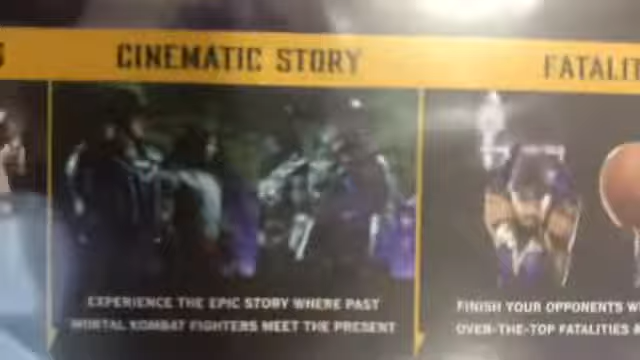 S
CINEMATIC STORY
FATALIT
EXPERIENCE THE EPIC STORY WHERE PAST
MORTAL KOMBAT FIGHTERS MEET THE PRESENT
FINISH YOUR OPPONENTS W
OVER-THE-TOP FATALITIES